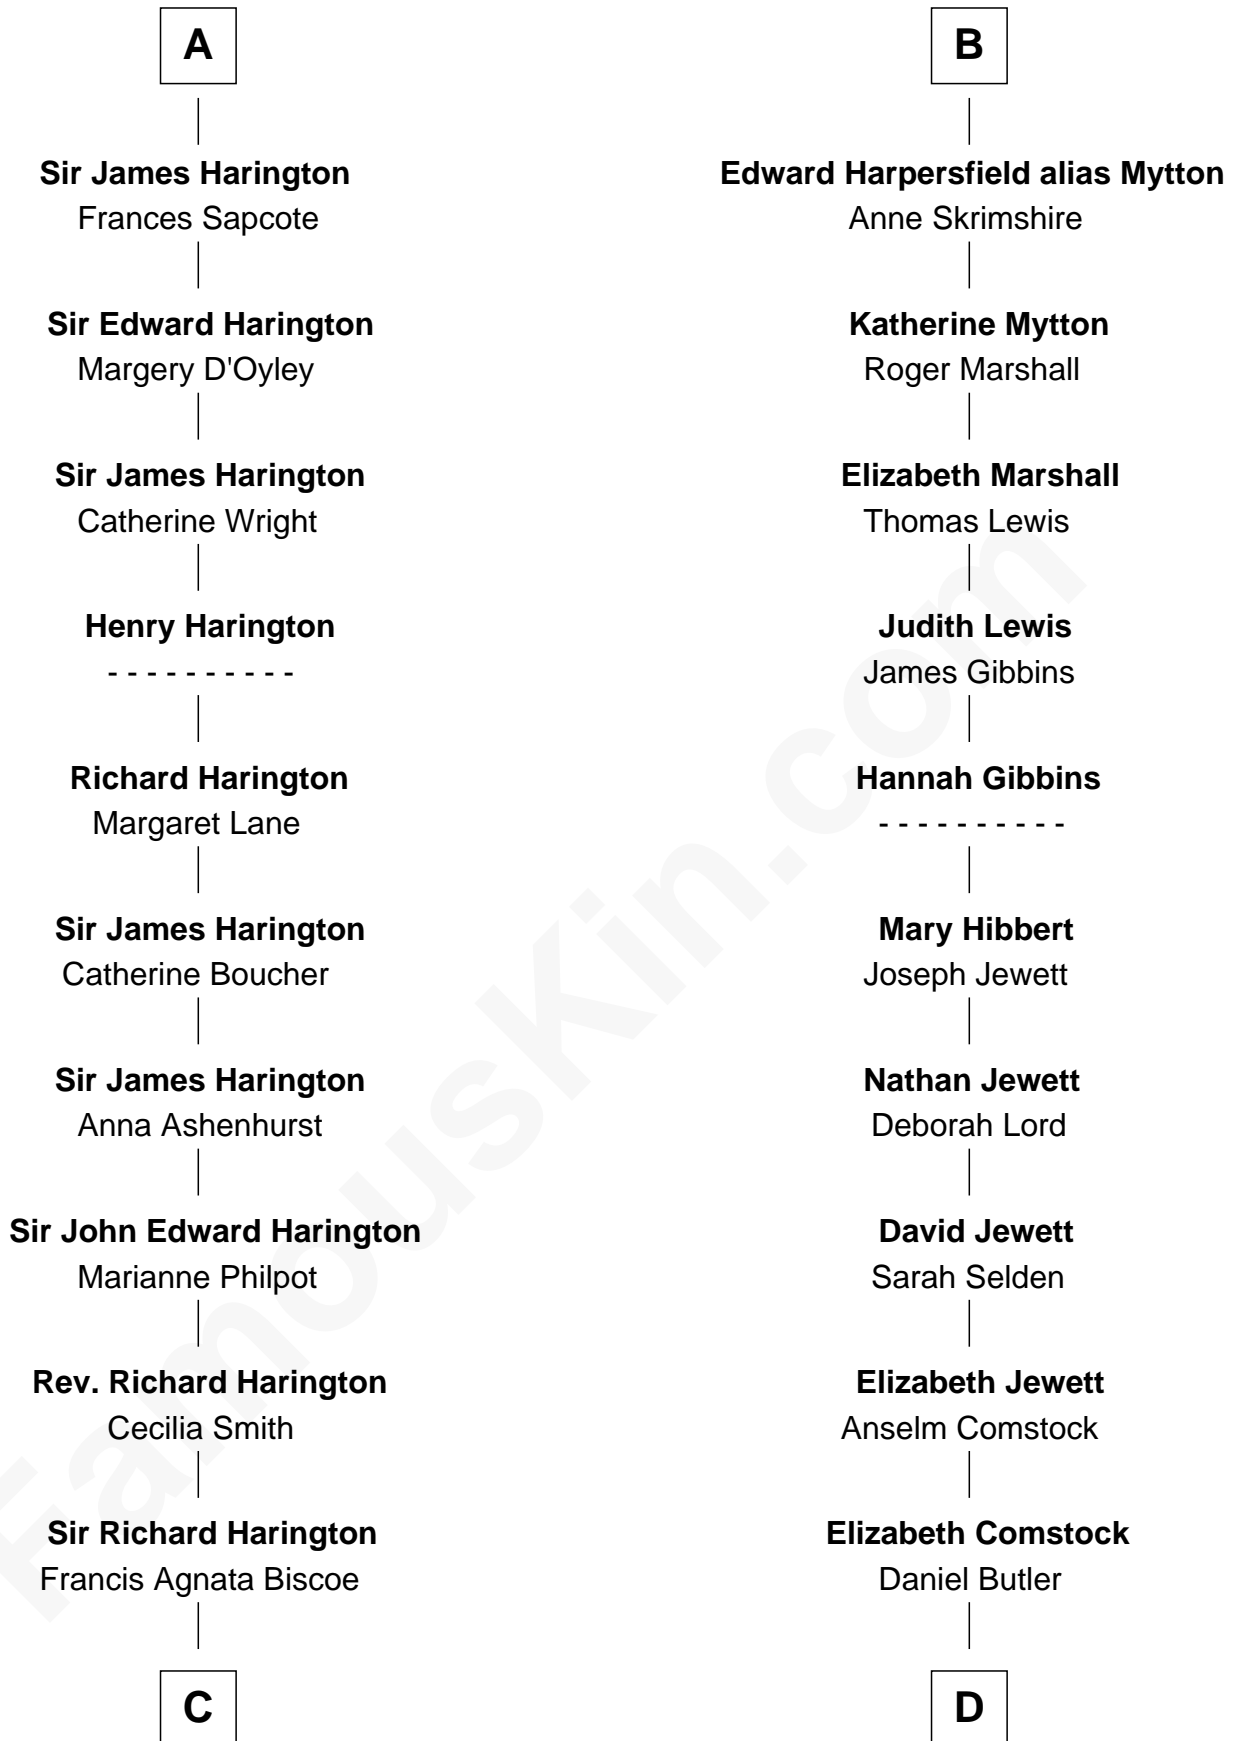 A
Sir James Harington
Frances Sapcote
Sir Edward Harington
Margery D'Oyley
Sir James Harington
Catherine Wright
Henry Harington
- - - - - - - - - -
Richard Harington
Margaret Lane
Sir James Harington
Catherine Boucher
Sir James Harington
Anna Ashenhurst
Sir John Edward Harington
Marianne Philpot
Rev. Richard Harington
Cecilia Smith
Sir Richard Harington
Francis Agnata Biscoe
C
B
Edward Harpersfield alias Mytton
Anne Skrimshire
Katherine Mytton
Roger Marshall
Elizabeth Marshall
Thomas Lewis
Judith Lewis
James Gibbins
Hannah Gibbins
- - - - - - - - - -
Mary Hibbert
Joseph Jewett
Nathan Jewett
Deborah Lord
David Jewett
Sarah Selden
Elizabeth Jewett
Anselm Comstock
Elizabeth Comstock
Daniel Butler
D
FamousKin.com